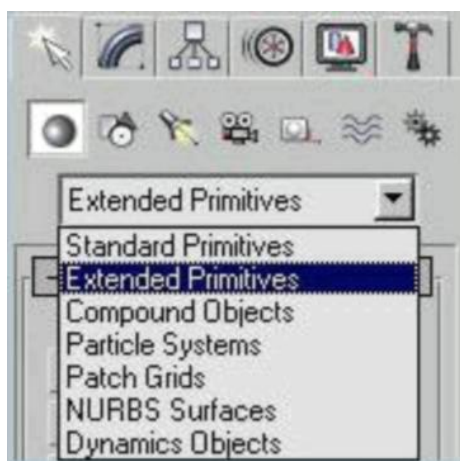 Extended Primitives
Standard Primitives
Extended Primitives
Compound Objects
Particle Systems
Patch Grids
NURBS Surfaces
Dynamics Objects